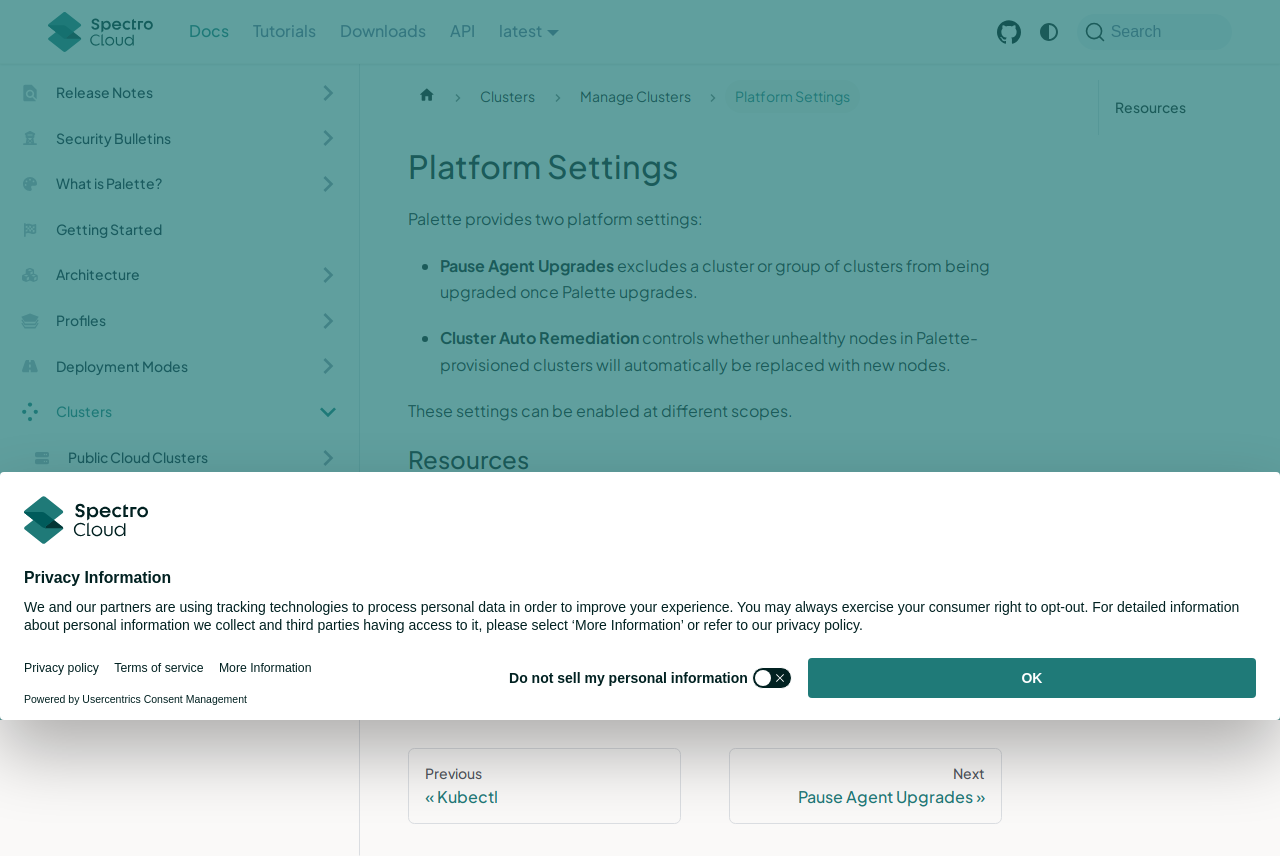 Spectro Cloud
Docs
Tutorials
Downloads
API
latest
Search
Release Notes
Security Bulletins
What is Palette?
Getting Started
Architecture
Profiles
Deployment Modes
Clusters
Public Cloud Clusters
Clusters
Manage Clusters
Platform Settings
Resources
Platform Settings
Palette provides two platform settings:
Pause Agent Upgrades excludes a cluster or group of clusters from being
upgraded once Palette upgrades.
Cluster Auto Remediation controls whether unhealthy nodes in Palette-
provisioned clusters will automatically be replaced with new nodes.
These settings can be enabled at different scopes.
Resources
Spectro Cloud
Privacy Information
We and our partners are using tracking technologies to process personal data in order to improve your experience. You may always exercise your consumer right to opt-out. For detailed information
about personal information we collect and third parties having access to it, please select ‘More Information’ or refer to our privacy policy.
Privacy policy
Terms of service
More Information
Powered by Usercentrics Consent Management
Do not sell my personal information
OK
Previous
« Kubectl
Next
Pause Agent Upgrades »